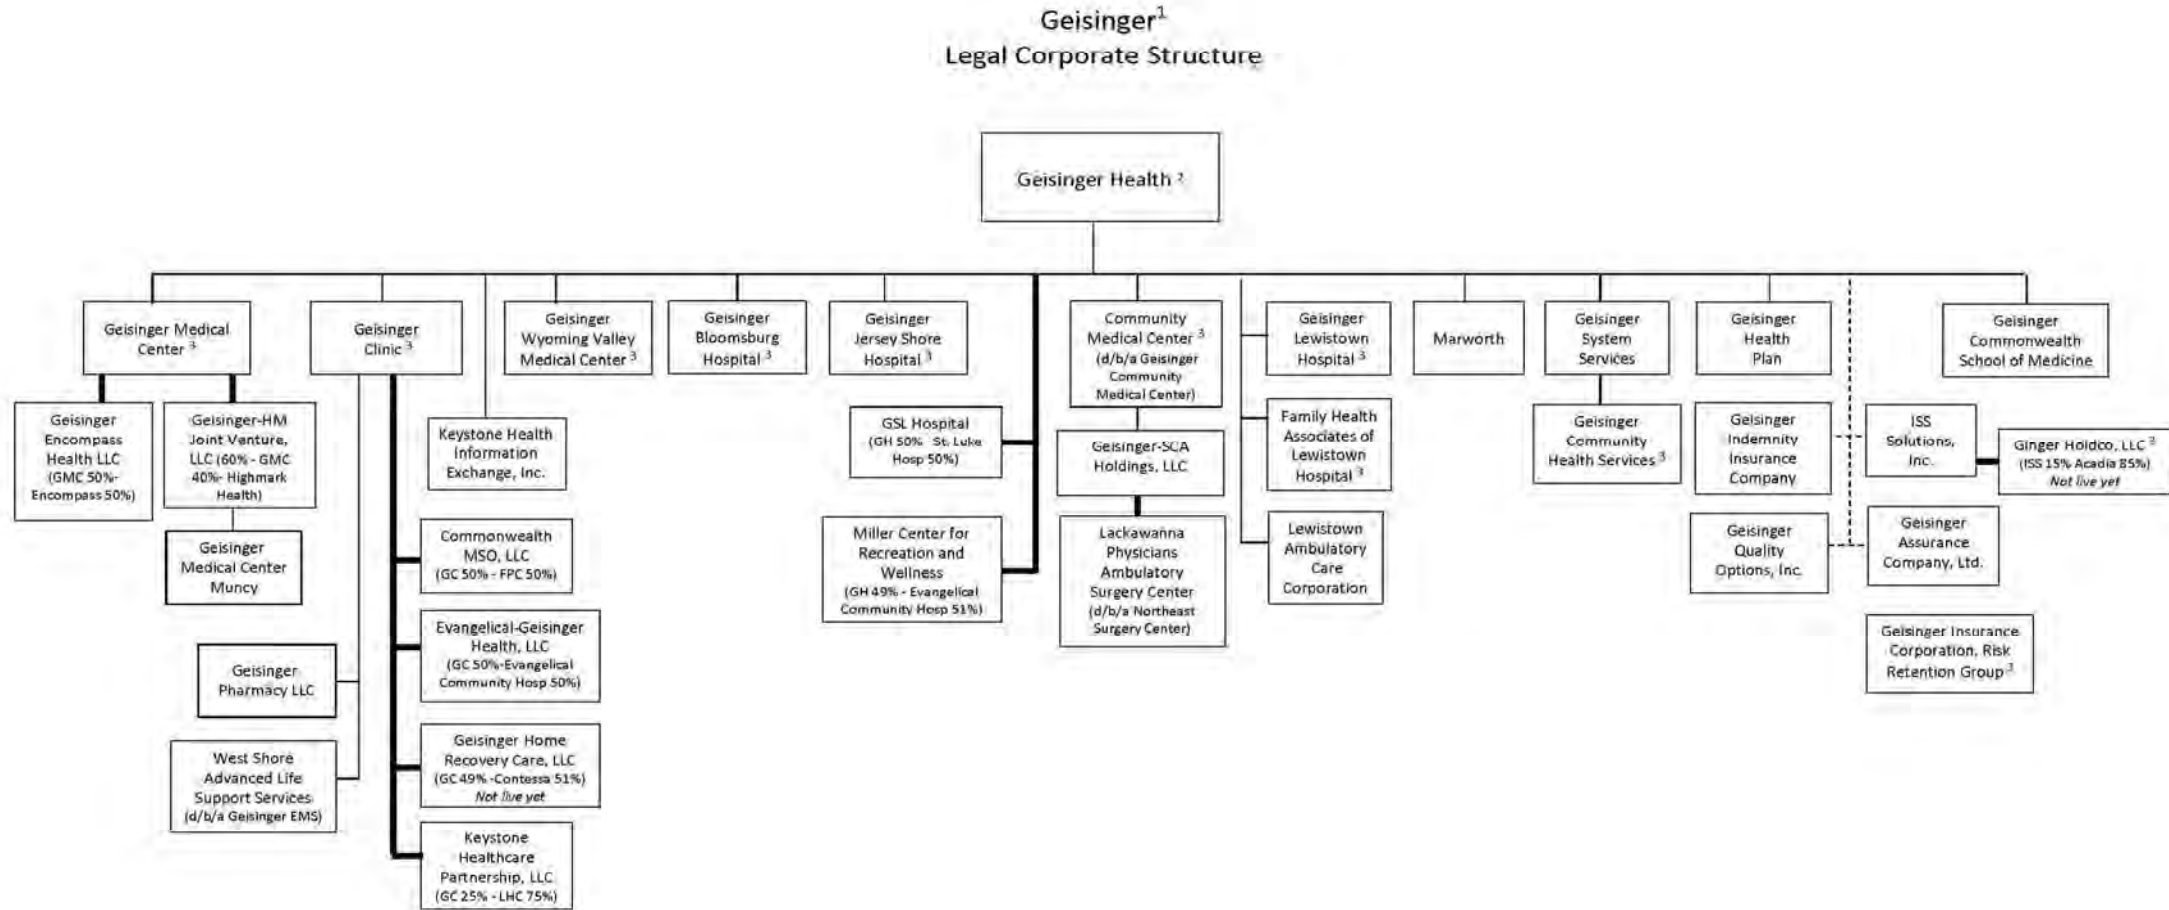 Geisinger¹
Legal Corporate Structure
Geisinger Health ²
Geisinger Medical
Center ³
Geisinger
Clinic ³
Geisinger
Wyoming Valley
Medical Center ³
Geisinger
Bloomsburg
Hospital ³
Geisinger
Jersey Shore
Hospital ³
Community
Medical Center ³
(d/b/a Geisinger
Community
Medical Center)
Geisinger
Lewistown
Hospital ³
Marworth
Geisinger
System
Services
Geisinger
Health
Plan
Geisinger
Commonwealth
School of Medicine
Geisinger
Encompass
Health LLC
(GMC 50%-
Encompass 50%)
Geisinger-HM
Joint Venture,
LLC (60% - GMC
40%- Highmark
Health)
Keystone Health
Information
Exchange, Inc.
GSL Hospital
(GH 50% St. Luke
Hosp 50%)
Geisinger-SCA
Holdings, LLC
Family Health
Associates of
Lewistown
Hospital ³
Geisinger
Community
Health Services ³
Geisinger
Indemnity
Insurance
Company
ISS
Solutions,
Inc.
Ginger Holdco, LLC ³
(ISS 15% Acadia 85%)
Not live yet
Geisinger
Medical Center
Muncy
Commonwealth
MSO, LLC
(GC 50% - FPC 50%)
Miller Center for
Recreation and
Wellness
(GH 49% - Evangelical
Community Hosp 51%)
Lackawanna
Physicians
Ambulatory
Surgery Center
(d/b/a Northeast
Surgery Center)
Lewistown
Ambulatory
Care
Corporation
Geisinger
Quality
Options, Inc.
Geisinger
Assurance
Company, Ltd.
Geisinger
Pharmacy LLC
Evangelical-Geisinger
Health, LLC
(GC 50%-Evangelical
Community Hosp 50%)
Geisinger Insurance
Corporation, Risk
Retention Group ³
West Shore
Advanced Life
Support Services
(d/b/a Geisinger EMS)
Geisinger Home
Recovery Care, LLC
(GC 49% -Contessa 51%)
Not live yet
Keystone
Healthcare
Partnership, LLC
(GC 25% - LHC 75%)